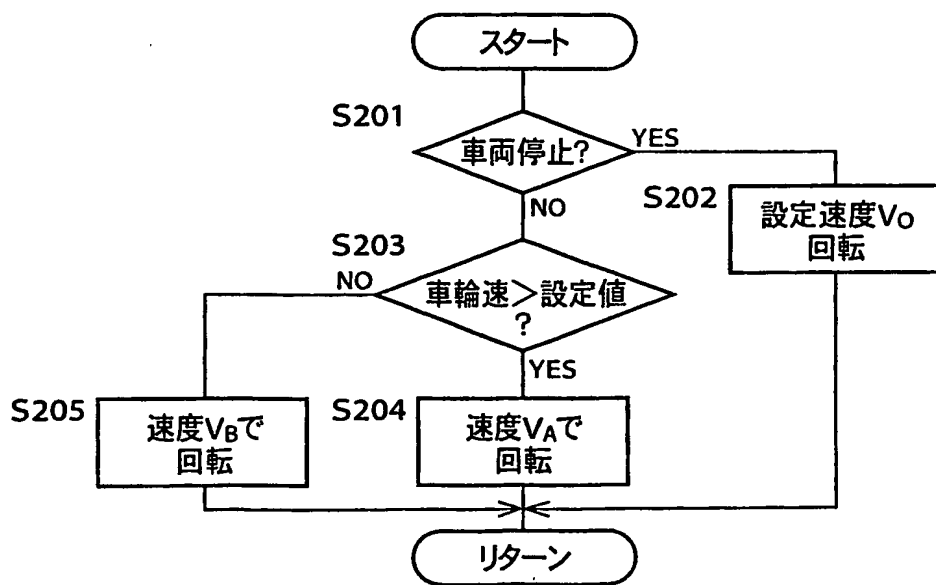 スタート
S201
車両停止?
YES
NO
S202
設定速度VO
回転
S203
NO
車輪速>設定値
?
YES
S205
速度VBで
回転
S204
速度VAで
回転
リターン